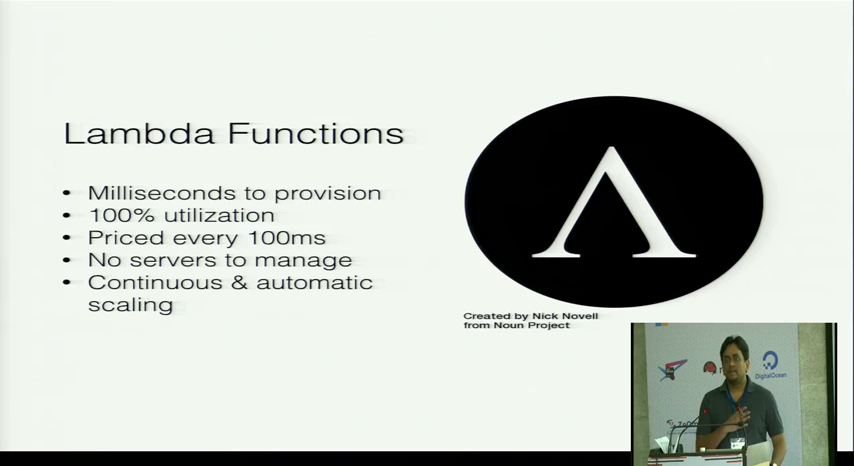 Lambda Functions
• Milliseconds to provision
• 100% utilization
• Priced every 100ms
• No servers to manage
• Continuous & automatic
scaling
Created by Nick Novell
from Noun Project
DigitalOcean